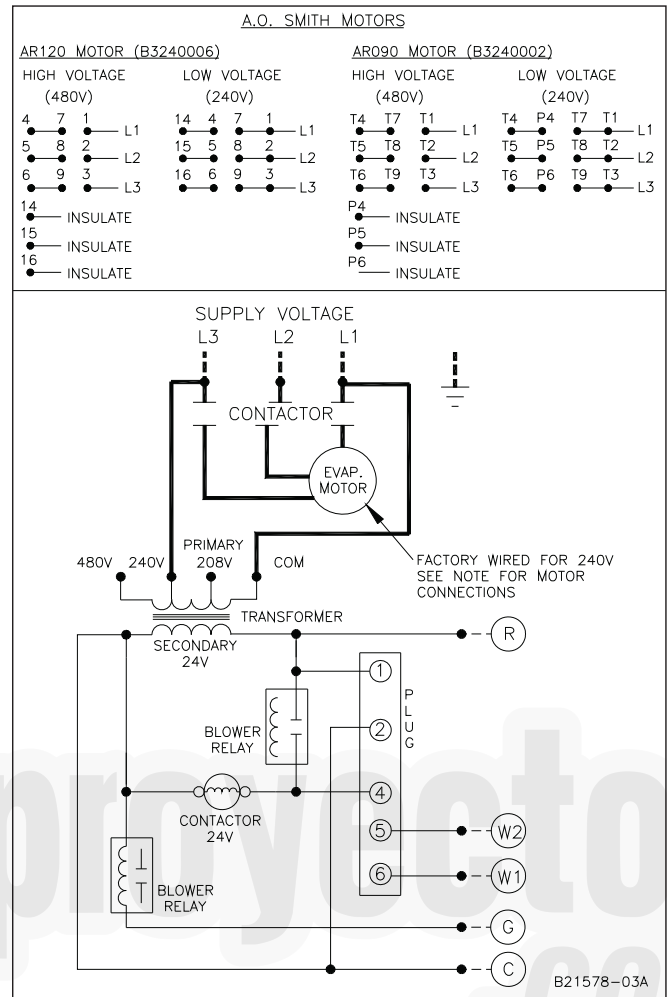 A.O. SMITH MOTORS
AR120 MOTOR (B3240006)
HIGH VOLTAGE
(480V)
4 7 1
L1
5 8 2
L2
6 9 3
L3
14
INSULATE
15
INSULATE
16
INSULATE
LOW VOLTAGE
(240V)
14 4 7 1
L1
15 5 8 2
L2
16 6 9 3
L3
AR090 MOTOR (B3240002)
HIGH VOLTAGE
(480V)
T4 T7 T1
L1
T5 T8 T2
L2
T6 T9 T3
L3
P4
INSULATE
P5
INSULATE
P6
INSULATE
LOW VOLTAGE
(240V)
T4 P4 T7 T1
L1
T5 P5 T8 T2
L2
T6 P6 T9 T3
L3
SUPPLY VOLTAGE
L3 L2 L1
CONTACTOR
EVAP.
MOTOR
FACTORY WIRED FOR 240V
SEE NOTE FOR MOTOR
CONNECTIONS
PRIMARY
480V 240V 208V COM
TRANSFORMER
SECONDARY
24V
R
1
PLUG
2
BLOWER
RELAY
4
CONTACTOR
24V
5
W2
6
W1
BLOWER
RELAY
G
C
B21578-03A
proyecto
.co